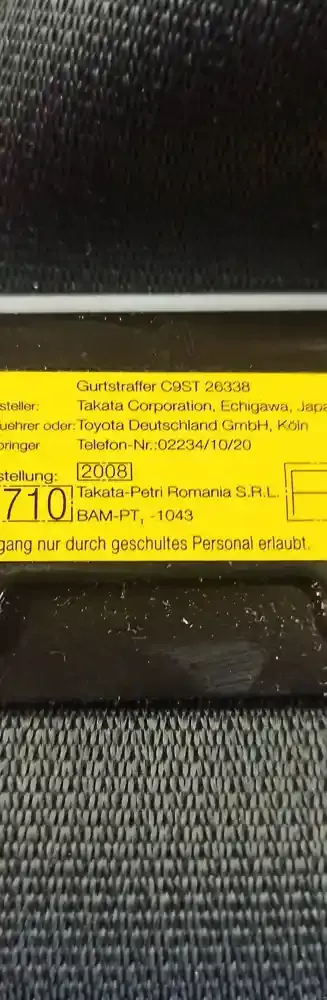 Gurtstraffer C9ST 26338
steller: Takata Corporation, Echigawa, Japa
uehrer oder: Toyota Deutschland GmbH, Köln
bringer Telefon-Nr.:02234/10/20
stellung: 2008
710 Takata-Petri Romania S.R.L.
BAM-PT, -1043
gang nur durch geschultes Personal erlaubt.